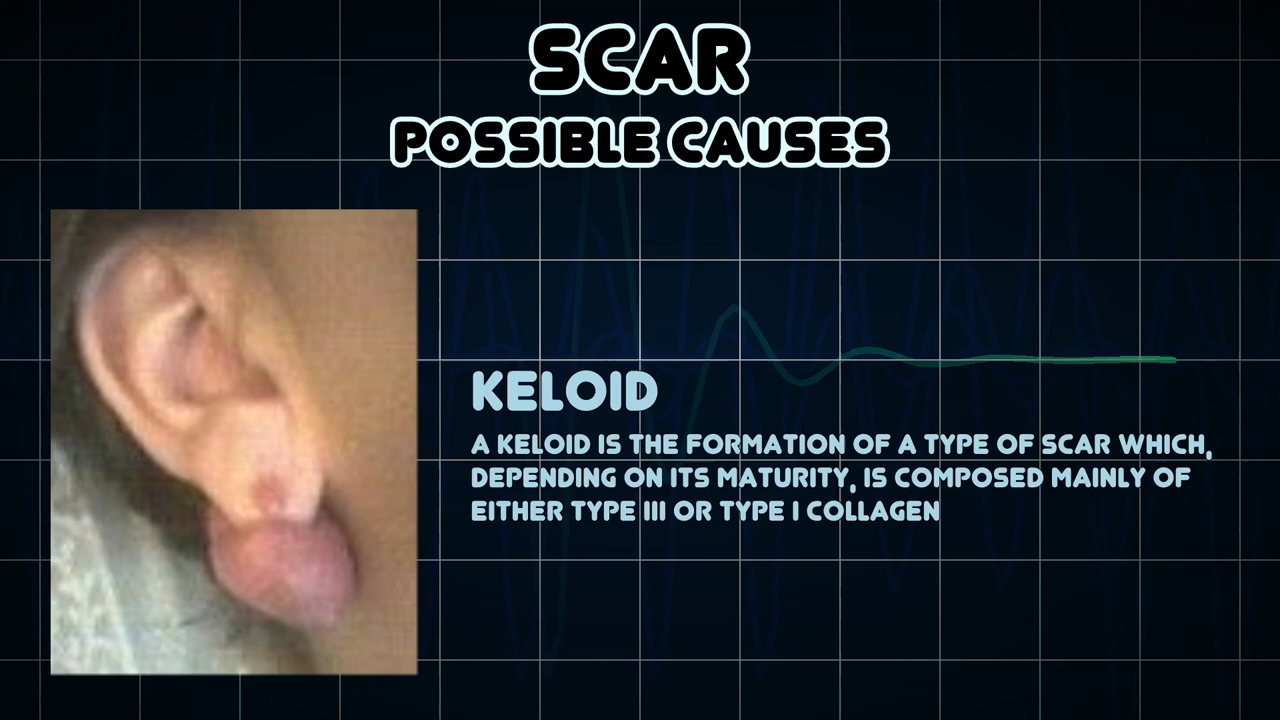 SCAR
POSSIBLE CAUSES
KELOID
A KELOID IS THE FORMATION OF A TYPE OF SCAR WHICH,
DEPENDING ON ITS MATURITY, IS COMPOSED MAINLY OF
EITHER TYPE III OR TYPE I COLLAGEN